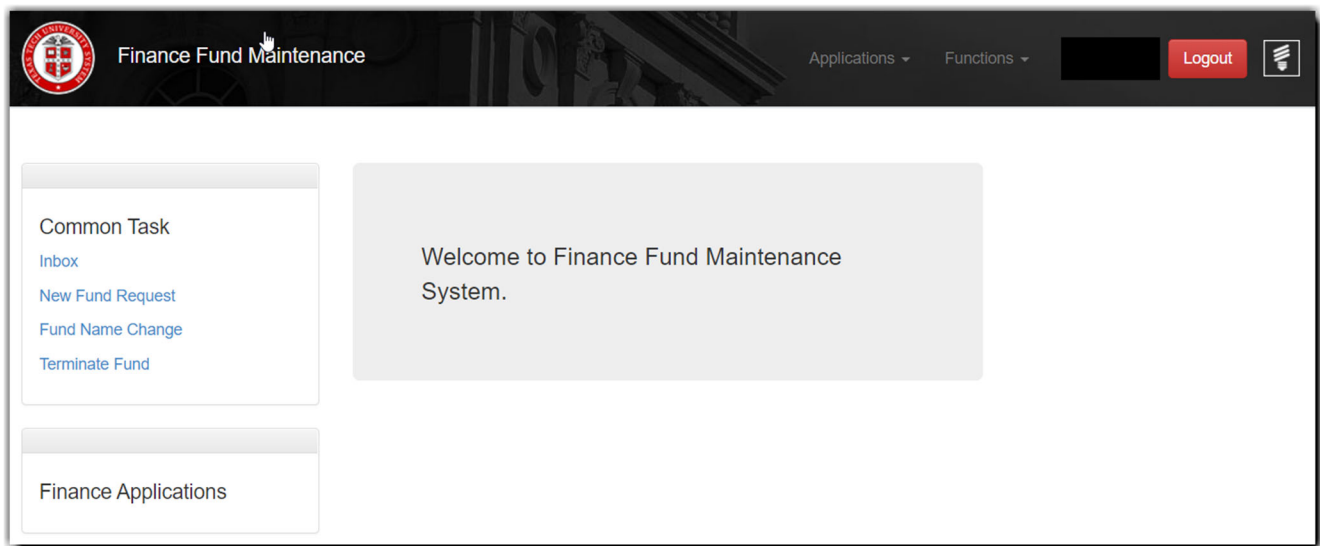 Finance Fund Maintenance
Applications
Functions
Logout
Common Task
Inbox
New Fund Request
Fund Name Change
Terminate Fund
Welcome to Finance Fund Maintenance
System.
Finance Applications